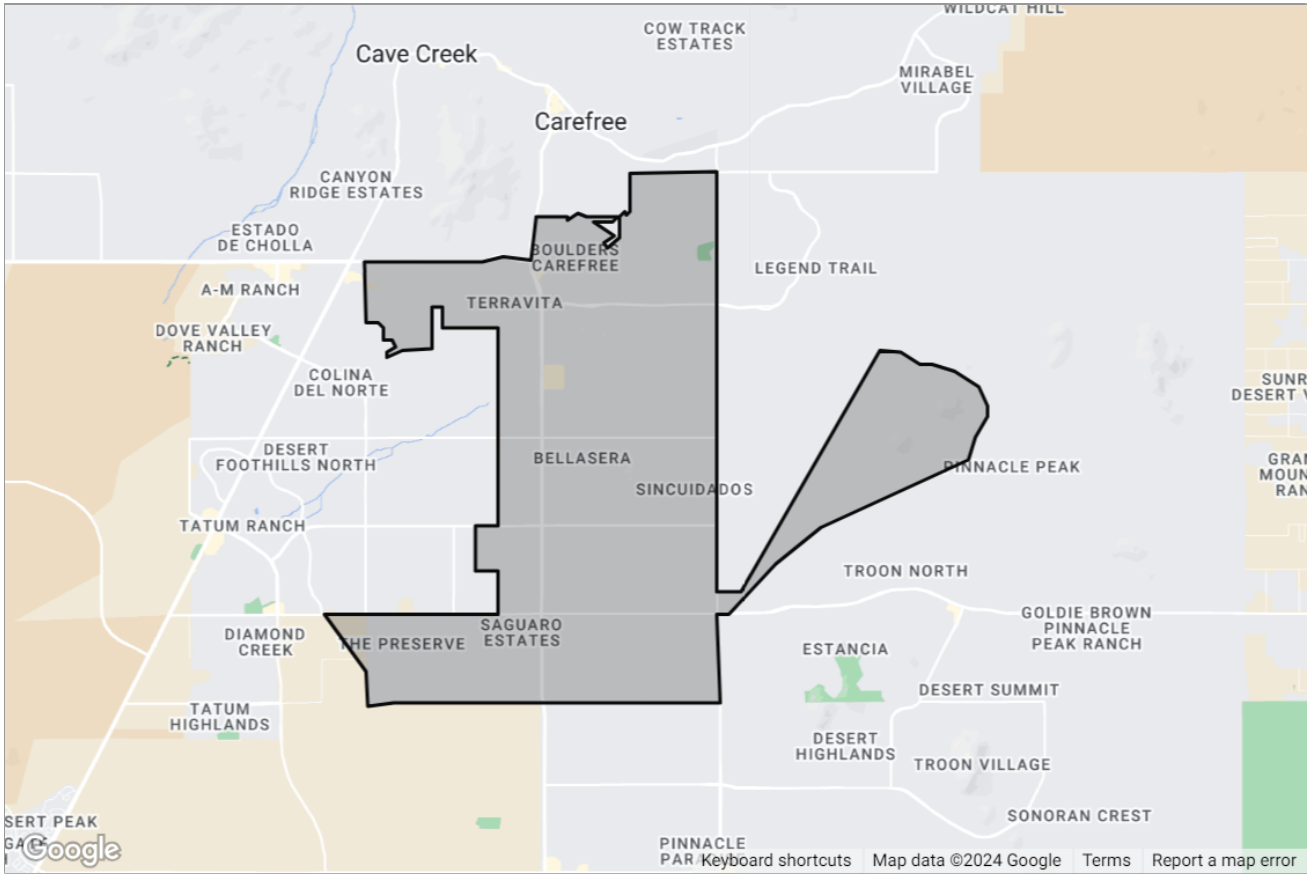 WILDCAT HILL
COW TRACK
ESTATES
Cave Creek
MIRABEL
VILLAGE
Carefree
CANYON
RIDGE ESTATES
ESTADO
DE CHOLLA
BOULDERS
CAREFREE
LEGEND TRAIL
A-M RANCH
TERRAVITA
DOVE VALLEY
RANCH
COLINA
DEL NORTE
SUNR
DESERT V
DESERT
FOOTHILLS NORTH
BELLASERA
PINNACLE PEAK
GRAN
MOUN
RAN
SINCUIDADOS
TATUM RANCH
TROON NORTH
GOLDIE BROWN
PINNACLE
PEAK RANCH
DIAMOND
CREEK
THE PRESERVE
SAGUARO
ESTATES
ESTANCIA
DESERT SUMMIT
TATUM
HIGHLANDS
DESERT
HIGHLANDS
TROON VILLAGE
SONORAN CREST
SERT PEAK
Google
PINNACLE
Keyboard shortcuts
Map data ©2024 Google
Terms
Report a map error